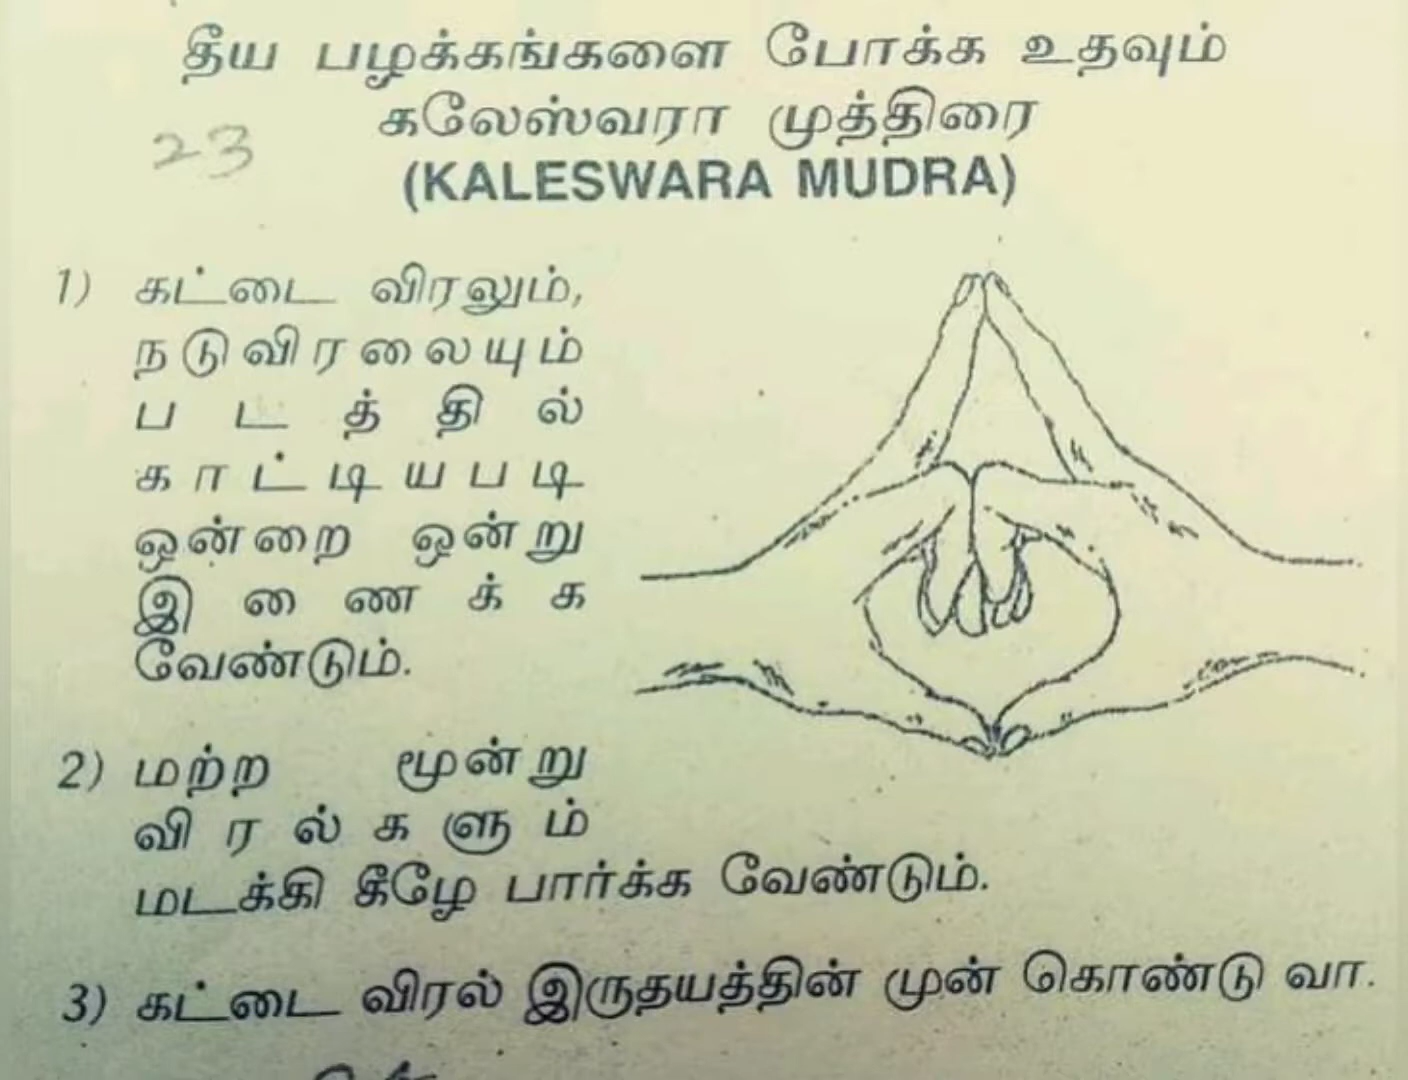 தீய பழக்கங்களை போக்க உதவும்
கலேஸ்வரா முத்திரை
23
(KALESWARA MUDRA)
1) கட்டை விரலும்,
நடுவிரலையும்
படத்தில்
காட்டியபடி
ஒன்றை ஒன்று
இணைக்க
வேண்டும்.
2) மற்ற மூன்று
விரல்களும்
மடக்கி கீழே பார்க்க வேண்டும்.
3) கட்டை விரல் இருதயத்தின் முன் கொண்டு வா.